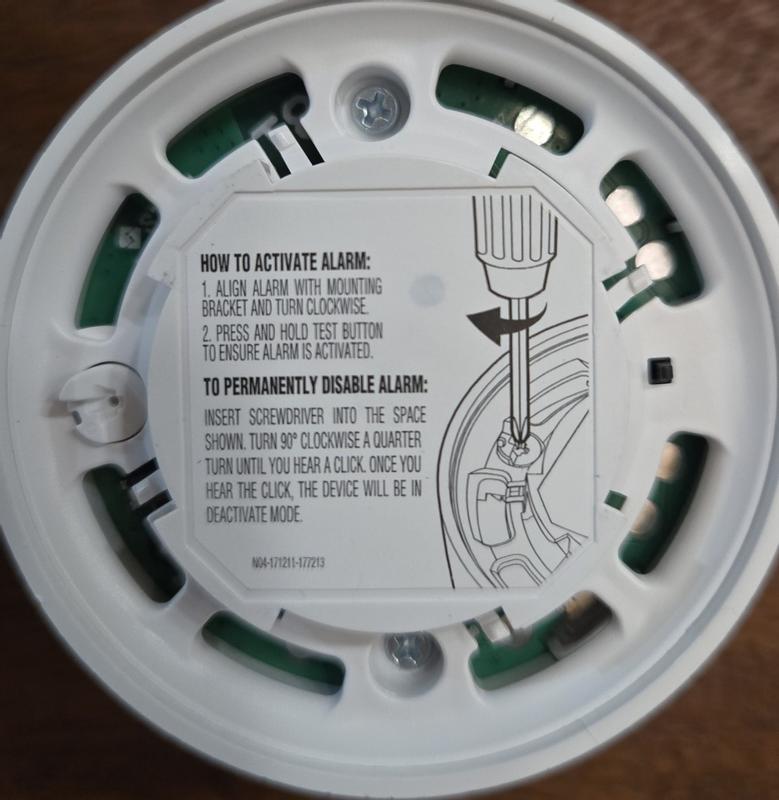 HOW TO ACTIVATE ALARM:
1. ALIGN ALARM WITH MOUNTING
BRACKET AND TURN CLOCKWISE.
2. PRESS AND HOLD TEST BUTTON
TO ENSURE ALARM IS ACTIVATED.
TO PERMANENTLY DISABLE ALARM:
INSERT SCREWDRIVER INTO THE SPACE
SHOWN. TURN 90° CLOCKWISE A QUARTER
TURN UNTIL YOU HEAR A CLICK. ONCE YOU
HEAR THE CLICK, THE DEVICE WILL BE IN
DEACTIVATE MODE.
N04-171211-177213